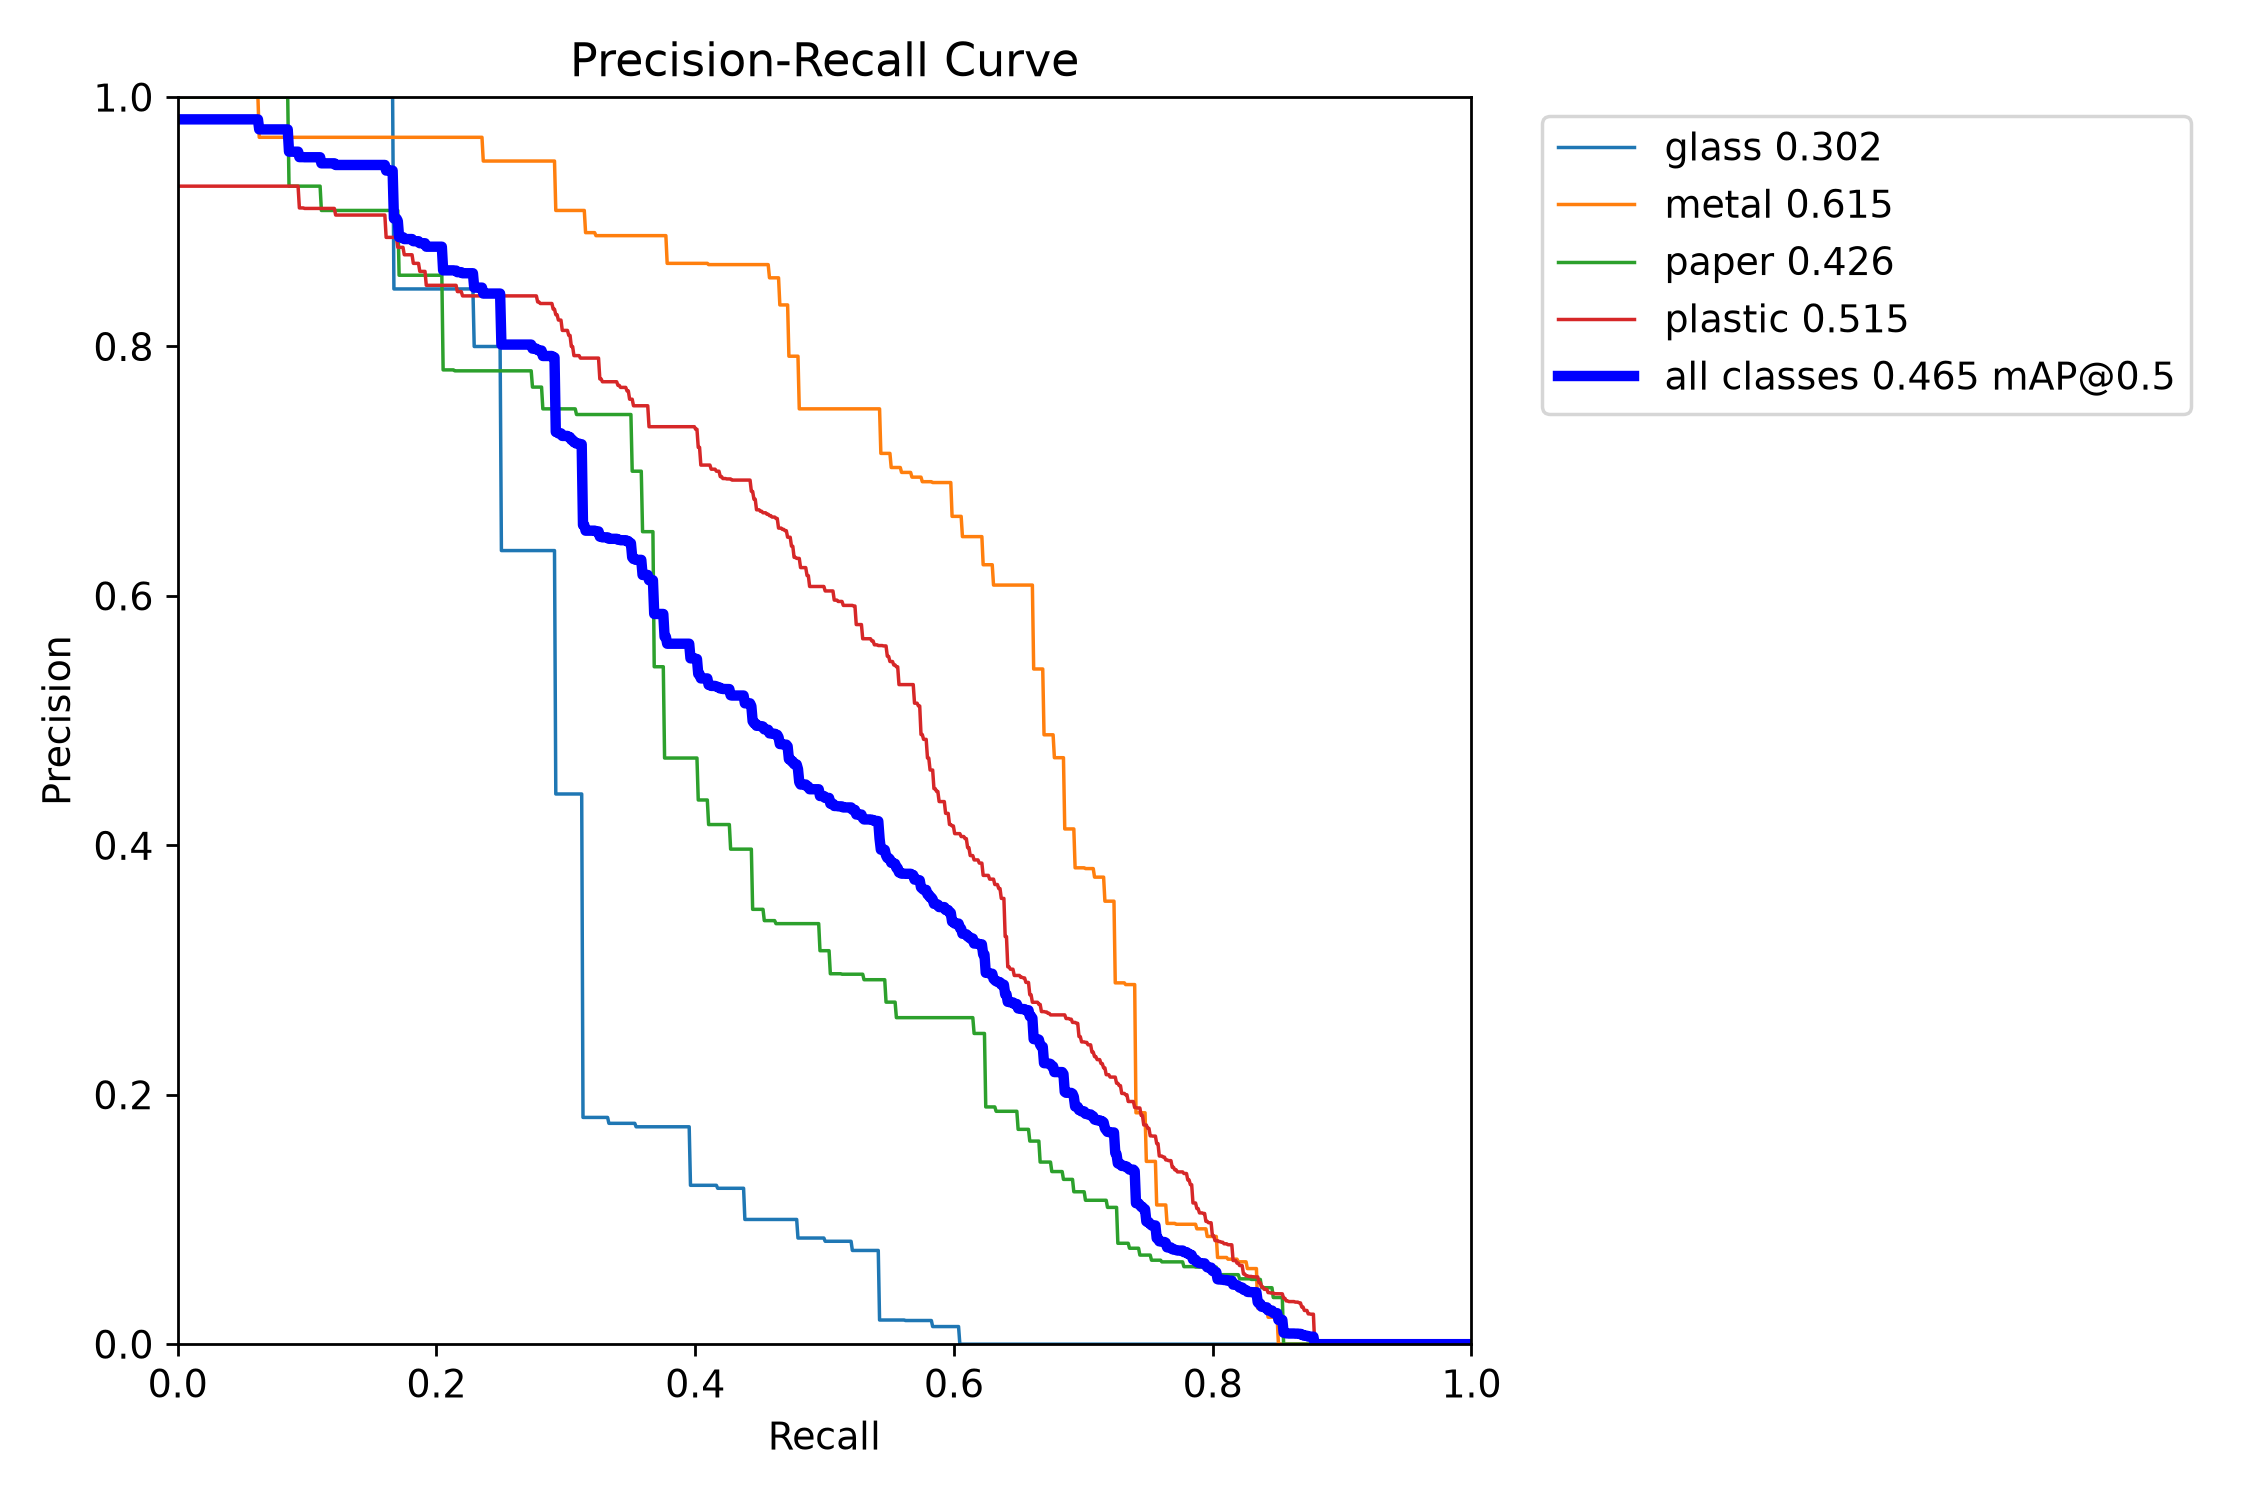 Precision-Recall Curve
1.0
0.8
0.6
0.4
0.2
0.0
Precision
0.0 0.2 0.4 0.6 0.8 1.0
Recall
glass 0.302
metal 0.615
paper 0.426
plastic 0.515
all classes 0.465 mAP@0.5